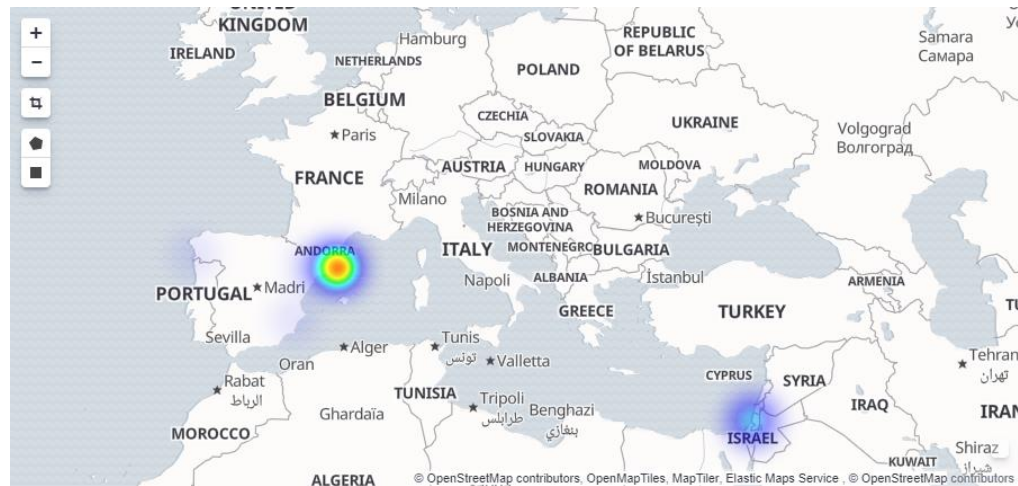 UNITED
KINGDOM
IRELAND
Hamburg
NETHERLANDS
BELGIUM
Paris
FRANCE
POLAND
REPUBLIC
OF BELARUS
Samara
Самара
CZECHIA
SLOVAKIA
UKRAINE
Volgograd
Волгоград
AUSTRIA
HUNGARY
MOLDOVA
ROMANIA
Milano
București
BOSNIA AND
HERZEGOVINA
ANDORRA
ITALY
MONTENEGRO
BULGARIA
PORTUGAL
Madri
Napoli
ALBANIA
İstanbul
ARMENIA
GREECE
TURKEY
Sevilla
Tunis
تونس
Alger
Oran
Valletta
Tehran
تهران
CYPRUS
SYRIA
Rabat
الرباط
TUNISIA
Tripoli
طرابلس
Benghazi
بنغازي
Ghardaïa
IRAQ
IRAN
MOROCCO
ISRAEL
Shiraz
شیراز
KUWAIT
ALGERIA
© OpenStreetMap contributors, OpenMapTiles, MapTiler, Elastic Maps Service , © OpenStreetMap contributors